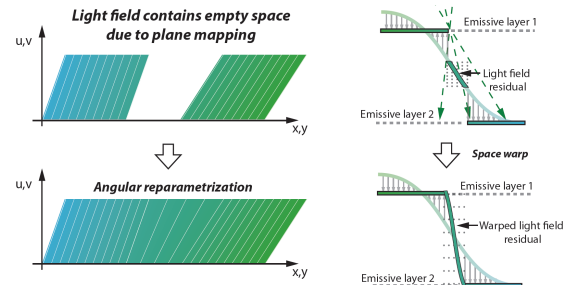 Light field contains empty space
due to plane mapping
u,v
x,y
u,v
Angular reparametrization
x,y
Emissive layer 1
Light field
residual
Emissive layer 2
Space warp
Emissive layer 1
Warped light field
residual
Emissive layer 2